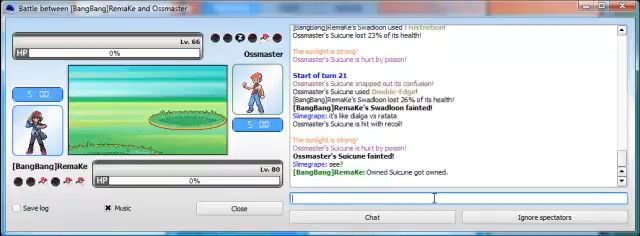 Battle between [BangBang]RemaKe and Ossmaster
Lv. 66
HP
0%
Ossmaster
5:00
5:00
[BangBang]RemaKe
Lv. 80
HP
0%
Save log
Music
Close
[BangBang]RemaKe's Swadloon used Frustration!
Ossmaster's Suicune lost 23% of its health!
The sunlight is strong!
Ossmaster's Suicune is hurt by poison!
Start of turn 21
Ossmaster's Suicune snapped out its confusion!
Ossmaster's Suicune used Double-Edge!
[BangBang]RemaKe's Swadloon lost 26% of its health!
[BangBang]RemaKe's Swadloon fainted!
Slimegrape: it's like dialga vs ratata
Ossmaster's Suicune is hit with recoil!
The sunlight is strong!
Ossmaster's Suicune is hurt by poison!
Ossmaster's Suicune fainted!
Slimegrape: see?
[BangBang]RemaKe: Owned Suicune got owned.
Chat
Ignore spectators